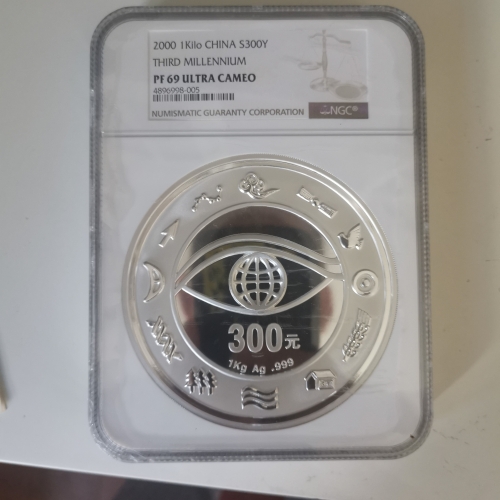 2000 1Kilo CHINA S300Y
THIRD MILLENNIUM
PF 69 ULTRA CAMEO
4896998-005
NUMISMATIC GUARANTY CORPORATION
NGC®
300元
1Kg Ag .999